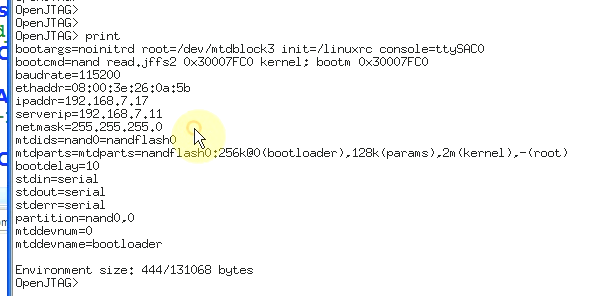 OpenJTAG>
OpenJTAG>
OpenJTAG> print
bootargs=noinitrd root=/dev/mtdblock3 init=/linuxrc console=ttySAC0
bootcmd=nand read.jffs2 0x30007FC0 kernel; bootm 0x30007FC0
baudrate=115200
ethaddr=08:00:3e:26:0a:5b
ipaddr=192.168.7.17
serverip=192.168.7.11
netmask=255.255.255.0
mtdids=nand0=nandflash0
mtdparts=mtdparts=nandflash0:256k@0(bootloader),128k(params),2m(kernel),-(root)
bootdelay=10
stdin=serial
stdout=serial
stderr=serial
partition=nand0,0
mtddevnum=0
mtddevname=bootloader
Environment size: 444/131068 bytes
OpenJTAG>